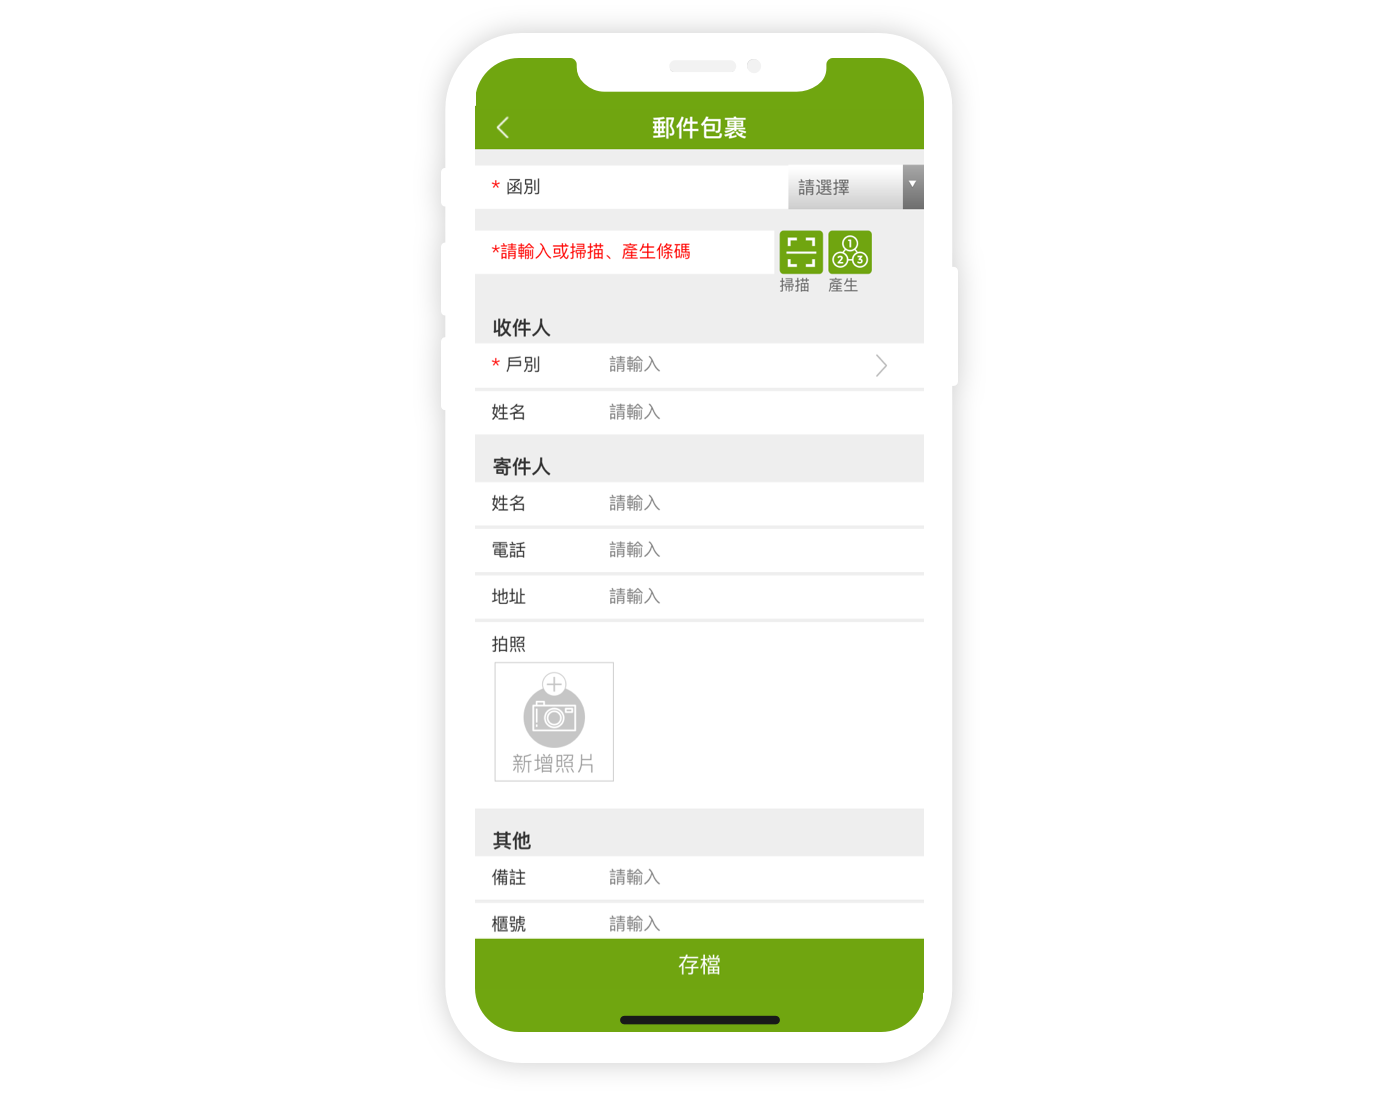 郵件包裹
* 函別 請選擇
*請輸入或掃描、產生條碼
1
2 3
掃描 產生
收件人
* 戶別 請輸入
姓名 請輸入
寄件人
姓名 請輸入
電話 請輸入
地址 請輸入
拍照
新增照片
其他
備註 請輸入
櫃號 請輸入
存檔